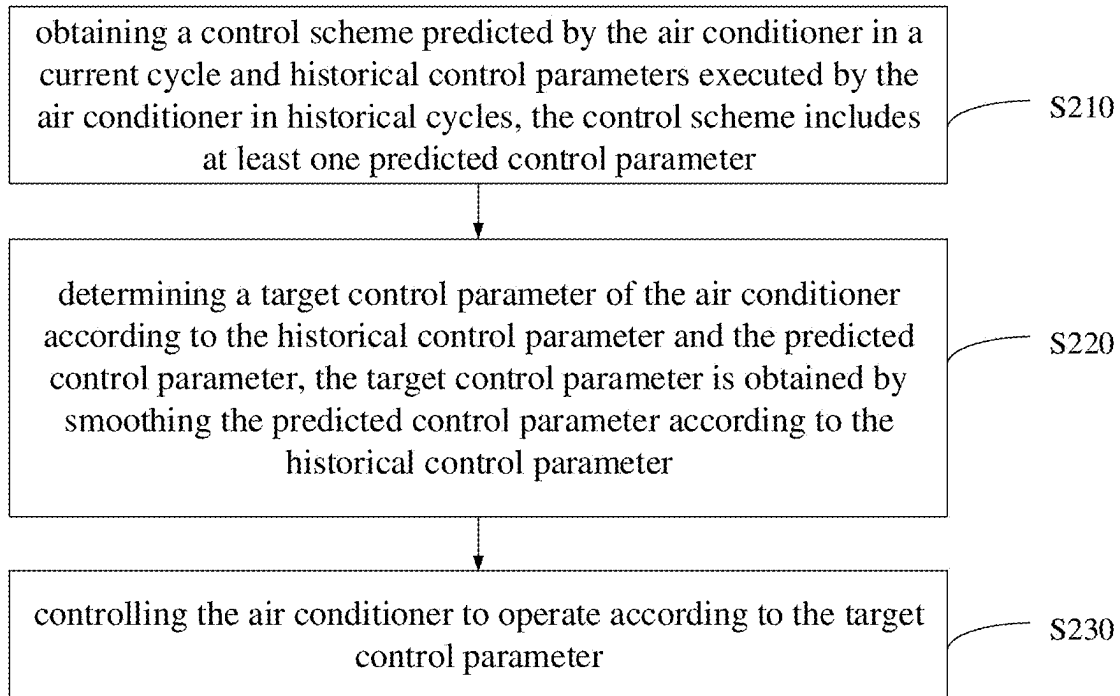 obtaining a control scheme predicted by the air conditioner in a
current cycle and historical control parameters executed by the
air conditioner in historical cycles, the control scheme includes
at least one predicted control parameter
S210
determining a target control parameter of the air conditioner
according to the historical control parameter and the predicted
control parameter, the target control parameter is obtained by
smoothing the predicted control parameter according to the
historical control parameter
S220
controlling the air conditioner to operate according to the target
control parameter
S230